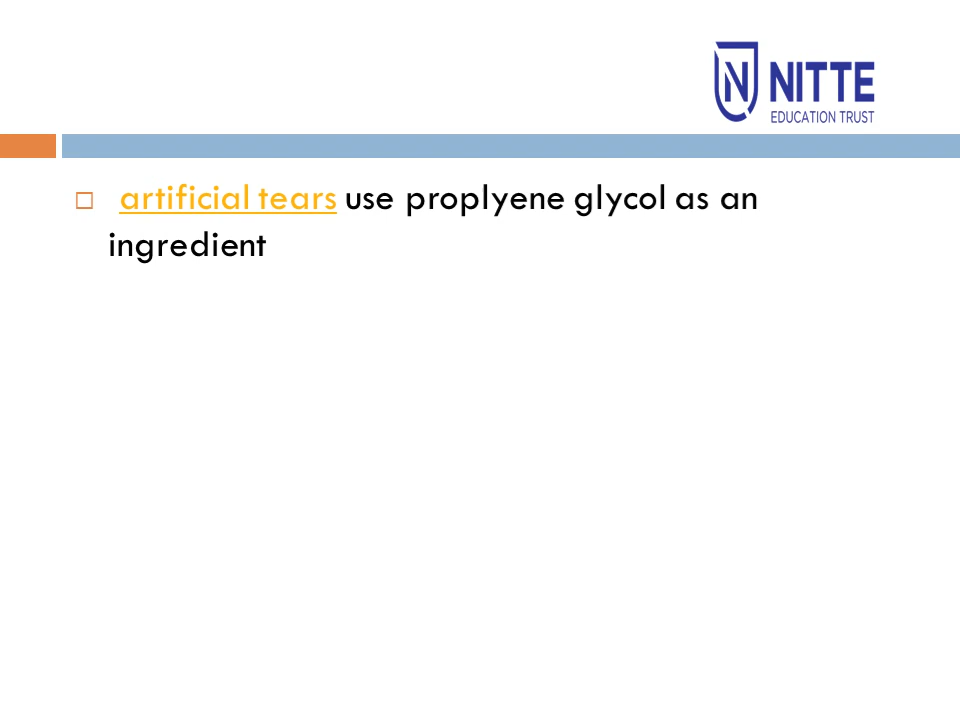 NITTE
EDUCATION TRUST
artificial tears use proplyene glycol as an
ingredient